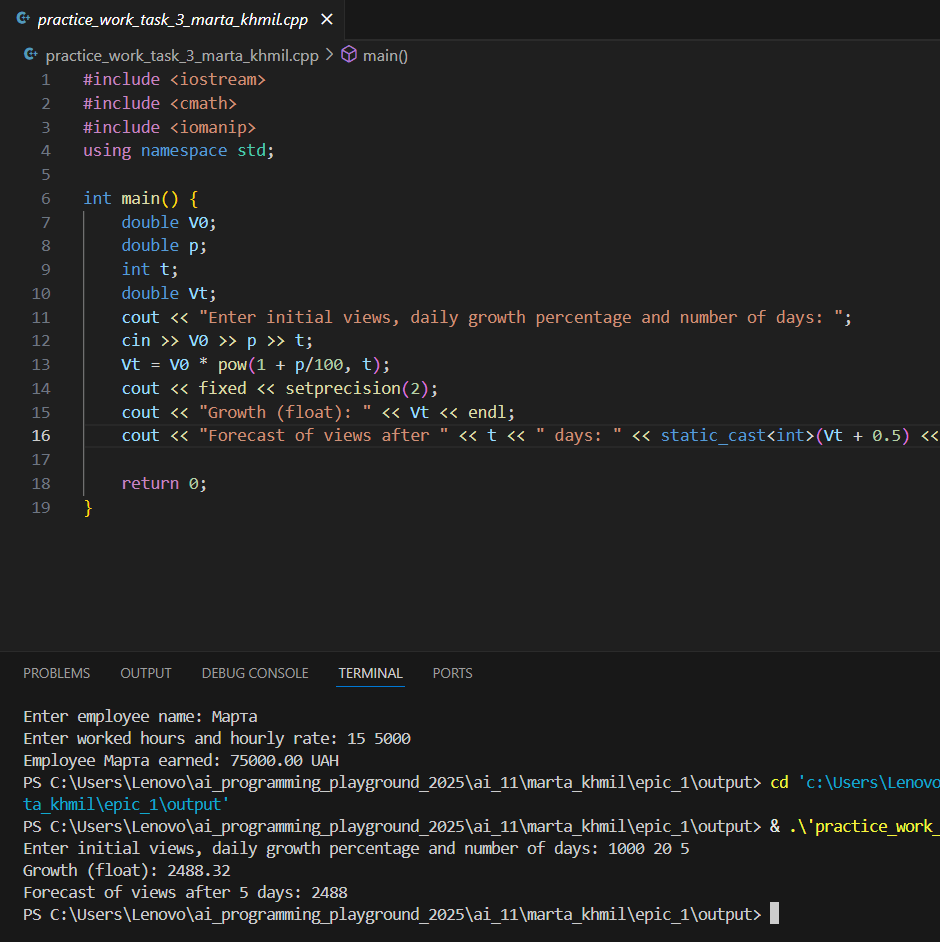 practice_work_task_3_marta_khmil.cpp ×
practice_work_task_3_marta_khmil.cpp > main()
1 #include <iostream>
2 #include <cmath>
3 #include <iomanip>
4 using namespace std;
5
6 int main() {
7     double V0;
8     double p;
9     int t;
10     double Vt;
11     cout << "Enter initial views, daily growth percentage and number of days: ";
12     cin >> V0 >> p >> t;
13     Vt = V0 * pow(1 + p/100, t);
14     cout << fixed << setprecision(2);
15     cout << "Growth (float): " << Vt << endl;
16     cout << "Forecast of views after " << t << " days: " << static_cast<int>(Vt + 0.5) <<
17
18     return 0;
19 }
PROBLEMS OUTPUT DEBUG CONSOLE TERMINAL PORTS
Enter employee name: Марта
Enter worked hours and hourly rate: 15 5000
Employee Марта earned: 75000.00 UAH
PS C:\Users\Lenovo\ai_programming_playground_2025\ai_11\marta_khmil\epic_1\output> cd 'c:\Users\Lenovo
ta_khmil\epic_1\output'
PS C:\Users\Lenovo\ai_programming_playground_2025\ai_11\marta_khmil\epic_1\output> & .\'practice_work_
Enter initial views, daily growth percentage and number of days: 1000 20 5
Growth (float): 2488.32
Forecast of views after 5 days: 2488
PS C:\Users\Lenovo\ai_programming_playground_2025\ai_11\marta_khmil\epic_1\output>